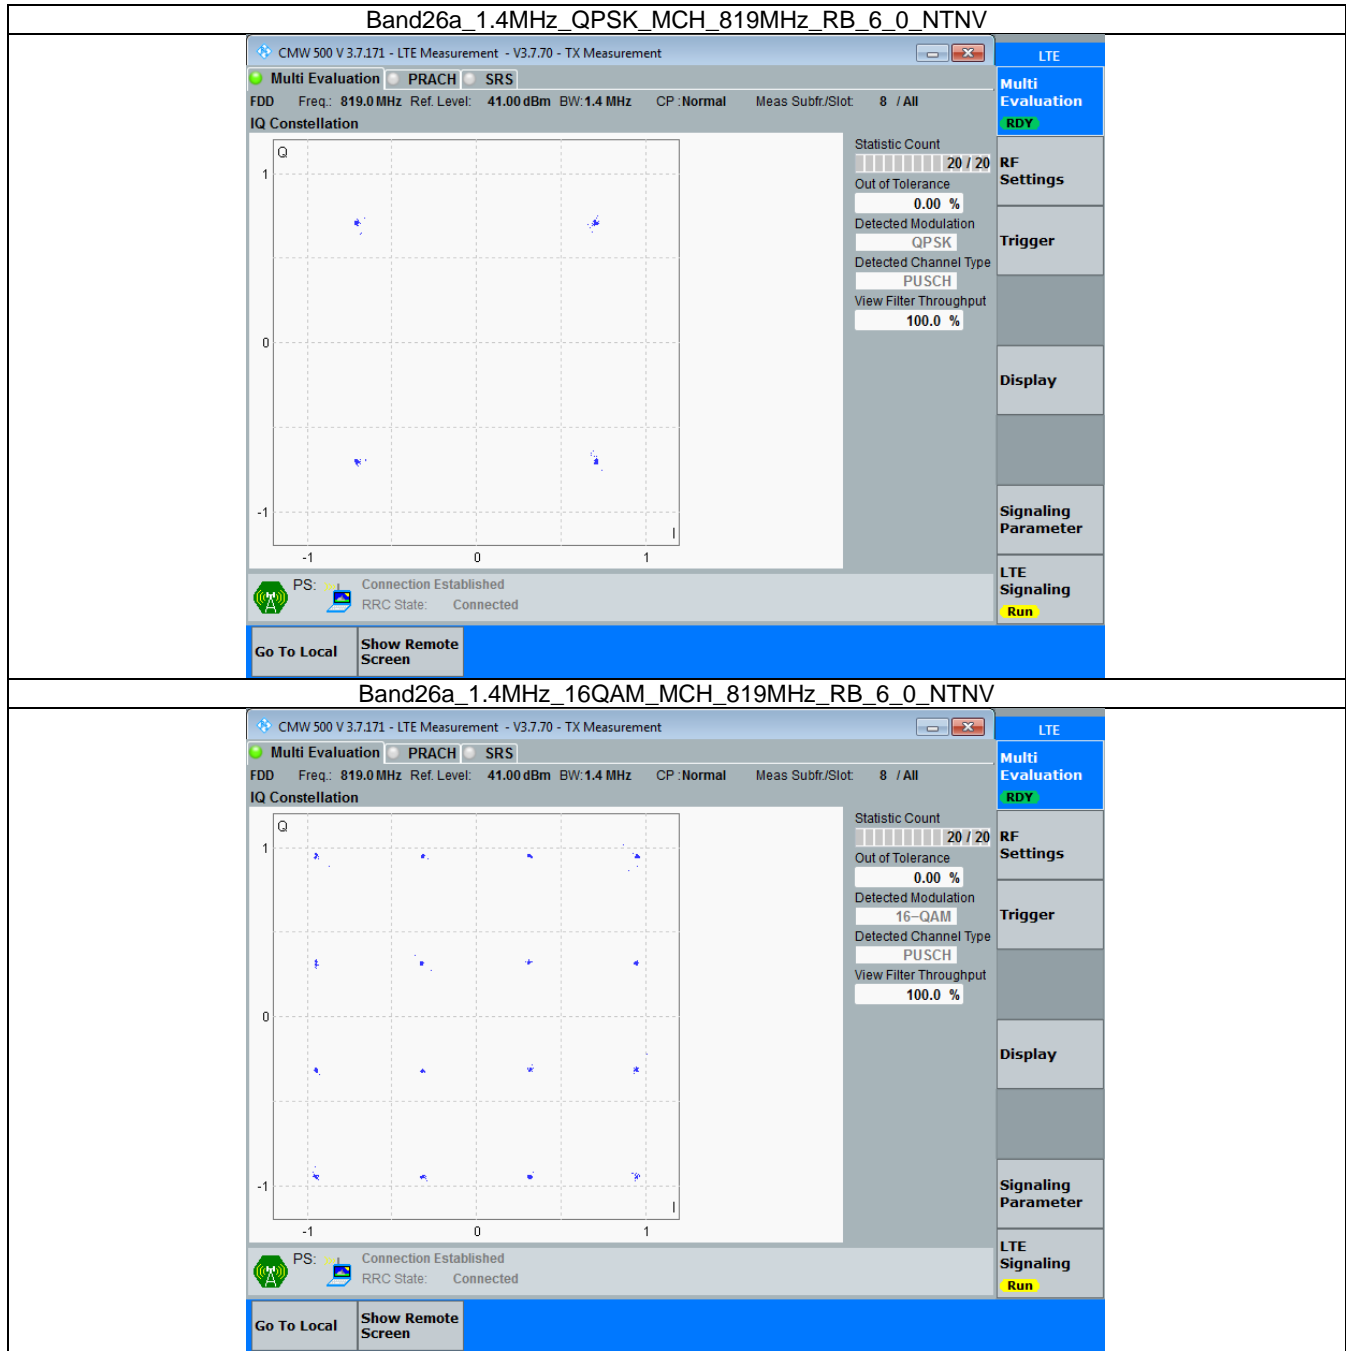 Band26a_1.4MHz_QPSK_MCH_819MHz_RB_6_0_NTNV
CMW 500 V 3.7.171 - LTE Measurement - V3.7.70 - TX Measurement
LTE
Multi Evaluation PRACH SRS
Multi
Evaluation
RDY
FDD Freq.: 819.0 MHz Ref. Level: 41.00 dBm BW: 1.4 MHz CP : Normal Meas Subfr./Slot: 8 / All
IQ Constellation
Q
1
0
-1
I
-1 0 1
Statistic Count
20 / 20
Out of Tolerance
0.00 %
Detected Modulation
QPSK
Detected Channel Type
PUSCH
View Filter Throughput
100.0 %
RF
Settings
Trigger
Display
Signaling
Parameter
LTE
Signaling
Run
PS: Connection Established
RRC State: Connected
Go To Local
Show Remote
Screen
Band26a_1.4MHz_16QAM_MCH_819MHz_RB_6_0_NTNV
CMW 500 V 3.7.171 - LTE Measurement - V3.7.70 - TX Measurement
LTE
Multi Evaluation PRACH SRS
Multi
Evaluation
RDY
FDD Freq.: 819.0 MHz Ref. Level: 41.00 dBm BW: 1.4 MHz CP : Normal Meas Subfr./Slot: 8 / All
IQ Constellation
Q
1
0
-1
I
-1 0 1
Statistic Count
20 / 20
Out of Tolerance
0.00 %
Detected Modulation
16-QAM
Detected Channel Type
PUSCH
View Filter Throughput
100.0 %
RF
Settings
Trigger
Display
Signaling
Parameter
LTE
Signaling
Run
PS: Connection Established
RRC State: Connected
Go To Local
Show Remote
Screen